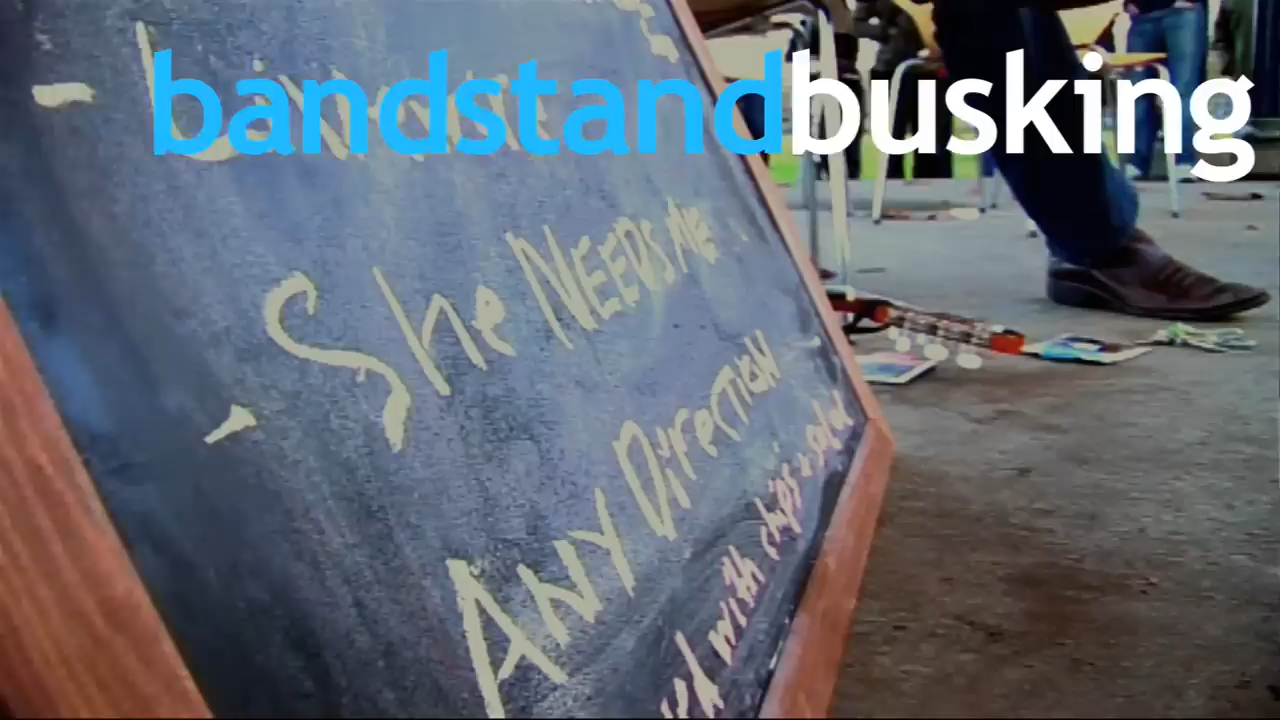 bandstandbusking
- She NEEDS ME
ANY DIRECTION
with chips & salad